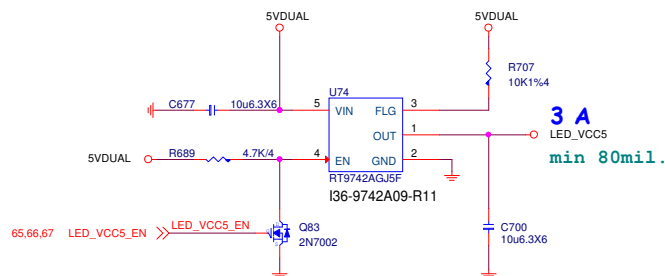 5VDUAL
5VDUAL
R707
10K1%4
U74
C677
10u6.3X6
5
VIN
FLG
3
3 A
OUT
1
LED_VCC5
min 80mil.
5VDUAL
R689
4.7K/4
4
EN
GND
2
RT9742AGJ5F
I36-9742A09-R11
65,66,67
LED_VCC5_EN
LED_VCC5_EN
Q83
2N7002
C700
10u6.3X6